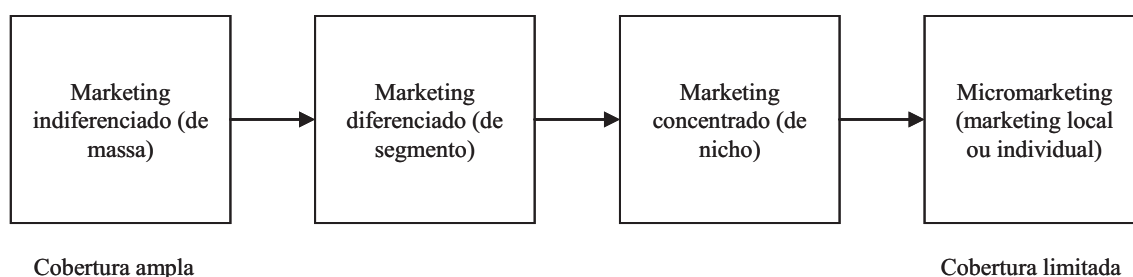 Marketing
indiferenciado (de
massa)
Marketing
diferenciado (de
segmento)
Marketing
concentrado (de
nicho)
Micromarketing
(marketing local
ou individual)
Cobertura ampla
Cobertura limitada